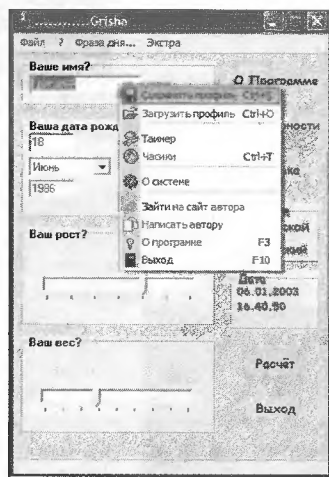 Grisha
Файл ? Фраза дня... Экстра
Ваше имя?
О Программе
Сохранить профиль Ctrl+S
Загрузить профиль Ctrl+O
Ваша дата рожд
18
Таймер
Часики Ctrl+T
Июнь
1986
О системе
Зайти на сайт автора
Написать автору
О программе F3
Выход F10
Ваш рост?
Дата
06.01.2003
16.40.50
Ваш вес?
Расчёт
Выход